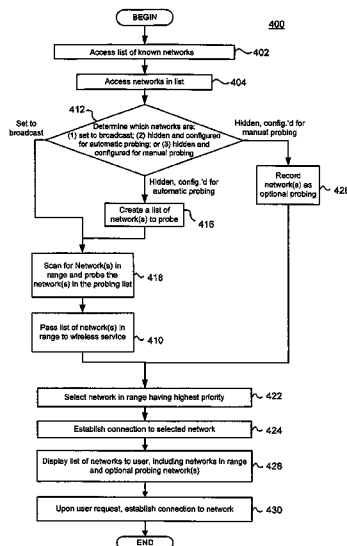 BEGIN
400
Access list of known networks
402
Access networks in list
404
412
Set to
broadcast
Determine which networks are:
(1) set to broadcast; (2) hidden and configured
for automatic probing; or (3) hidden and
configured for manual probing
Hidden, config.'d for
manual probing
Hidden, config.'d for
automatic probing
Record
network(s) as
optional probing
Create a list of
network(s) to probe
416
Scan for Network(s) in
range and probe the
network(s) in the probing list
418
Pass list of network(s) in
range to wireless service
410
Select network in range having highest priority
422
Establish connection to selected network
424
Display list of networks to user, including networks in range
and optional probing network(s)
428
Upon user request, establish connection to network
430
END